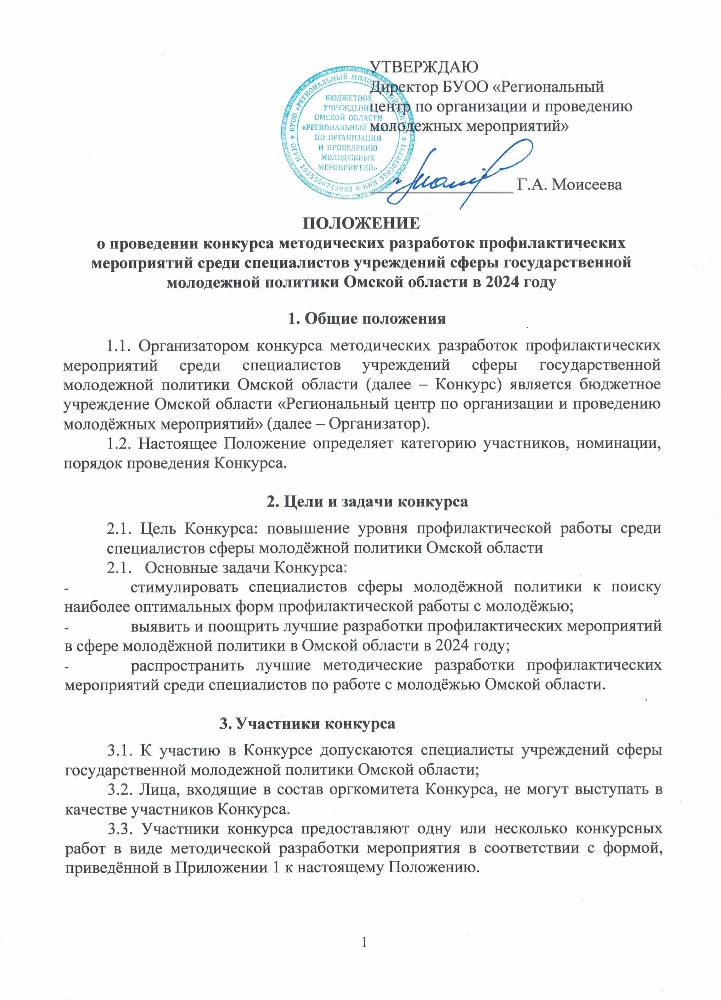 УТВЕРЖДАЮ
Директор БУОО «Региональный
центр по организации и проведению
молодежных мероприятий»
БЮДЖЕТНОЕ
УЧРЕЖДЕНИЕ
ОМСКОЙ ОБЛАСТИ
«РЕГИОНАЛЬНЫЙ ЦЕНТР
ПО ОРГАНИЗАЦИИ
И ПРОВЕДЕНИЮ
МОЛОДЕЖНЫХ
МЕРОПРИЯТИЙ»
БУОО «РЕГИОНАЛЬНЫЙ МОЛОДЕЖНЫЙ ЦЕНТР»
ОГРН 1025500743883 * ИНН 5503038391 *
Г.А. Моисеева
ПОЛОЖЕНИЕ
о проведении конкурса методических разработок профилактических
мероприятий среди специалистов учреждений сферы государственной
молодежной политики Омской области в 2024 году
1. Общие положения
1.1. Организатором конкурса методических разработок профилактических
мероприятий среди специалистов учреждений сферы государственной
молодежной политики Омской области (далее – Конкурс) является бюджетное
учреждение Омской области «Региональный центр по организации и проведению
молодёжных мероприятий» (далее – Организатор).
1.2. Настоящее Положение определяет категорию участников, номинации,
порядок проведения Конкурса.
2. Цели и задачи конкурса
2.1. Цель Конкурса: повышение уровня профилактической работы среди
специалистов сферы молодёжной политики Омской области
2.1. Основные задачи Конкурса:
- стимулировать специалистов сферы молодёжной политики к поиску
наиболее оптимальных форм профилактической работы с молодёжью;
- выявить и поощрить лучшие разработки профилактических мероприятий
в сфере молодёжной политики в Омской области в 2024 году;
- распространить лучшие методические разработки профилактических
мероприятий среди специалистов по работе с молодёжью Омской области.
3. Участники конкурса
3.1. К участию в Конкурсе допускаются специалисты учреждений сферы
государственной молодежной политики Омской области;
3.2. Лица, входящие в состав оргкомитета Конкурса, не могут выступать в
качестве участников Конкурса.
3.3. Участники конкурса предоставляют одну или несколько конкурсных
работ в виде методической разработки мероприятия в соответствии с формой,
приведённой в Приложении 1 к настоящему Положению.
1